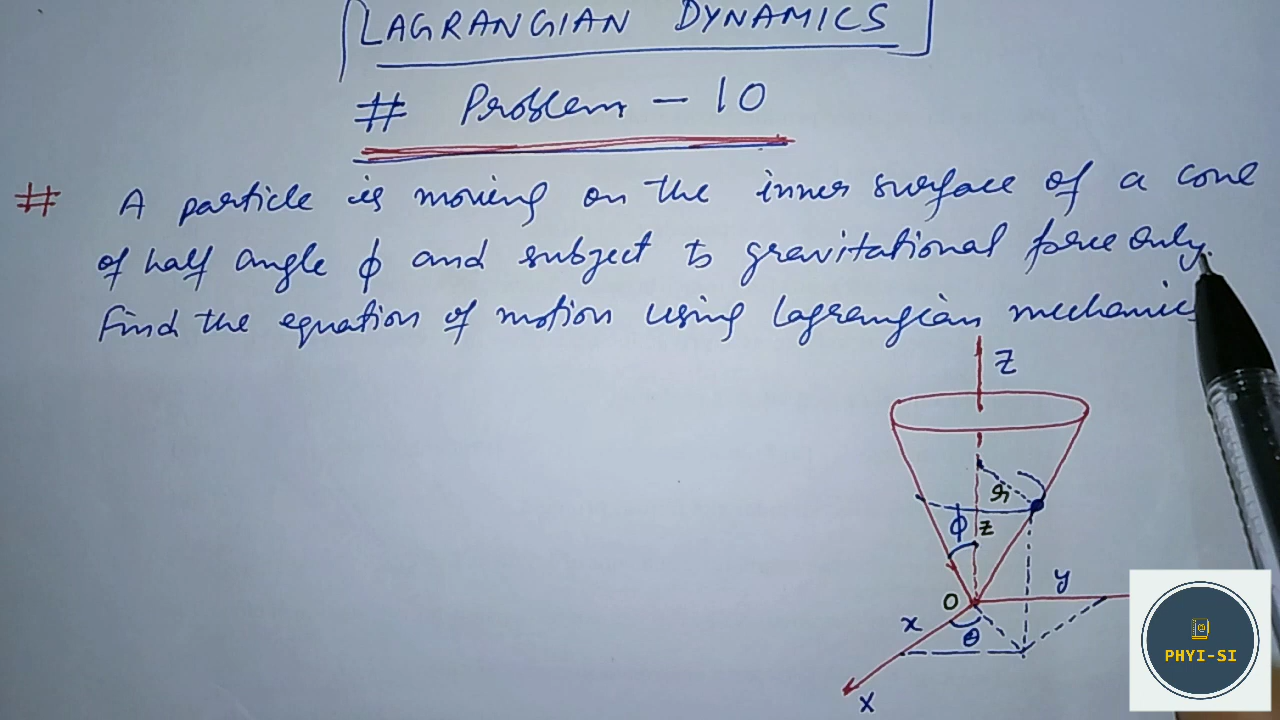 LAGRANGIAN DYNAMICS
# Problem - 10
# A particle is moving on the inner surface of a cone
of half angle ϕ and subject to gravitational force only.
Find the equation of motion using Lagrangian mechanics
Z
r
ϕ z
O
y
x
θ
X
PHYI-SI